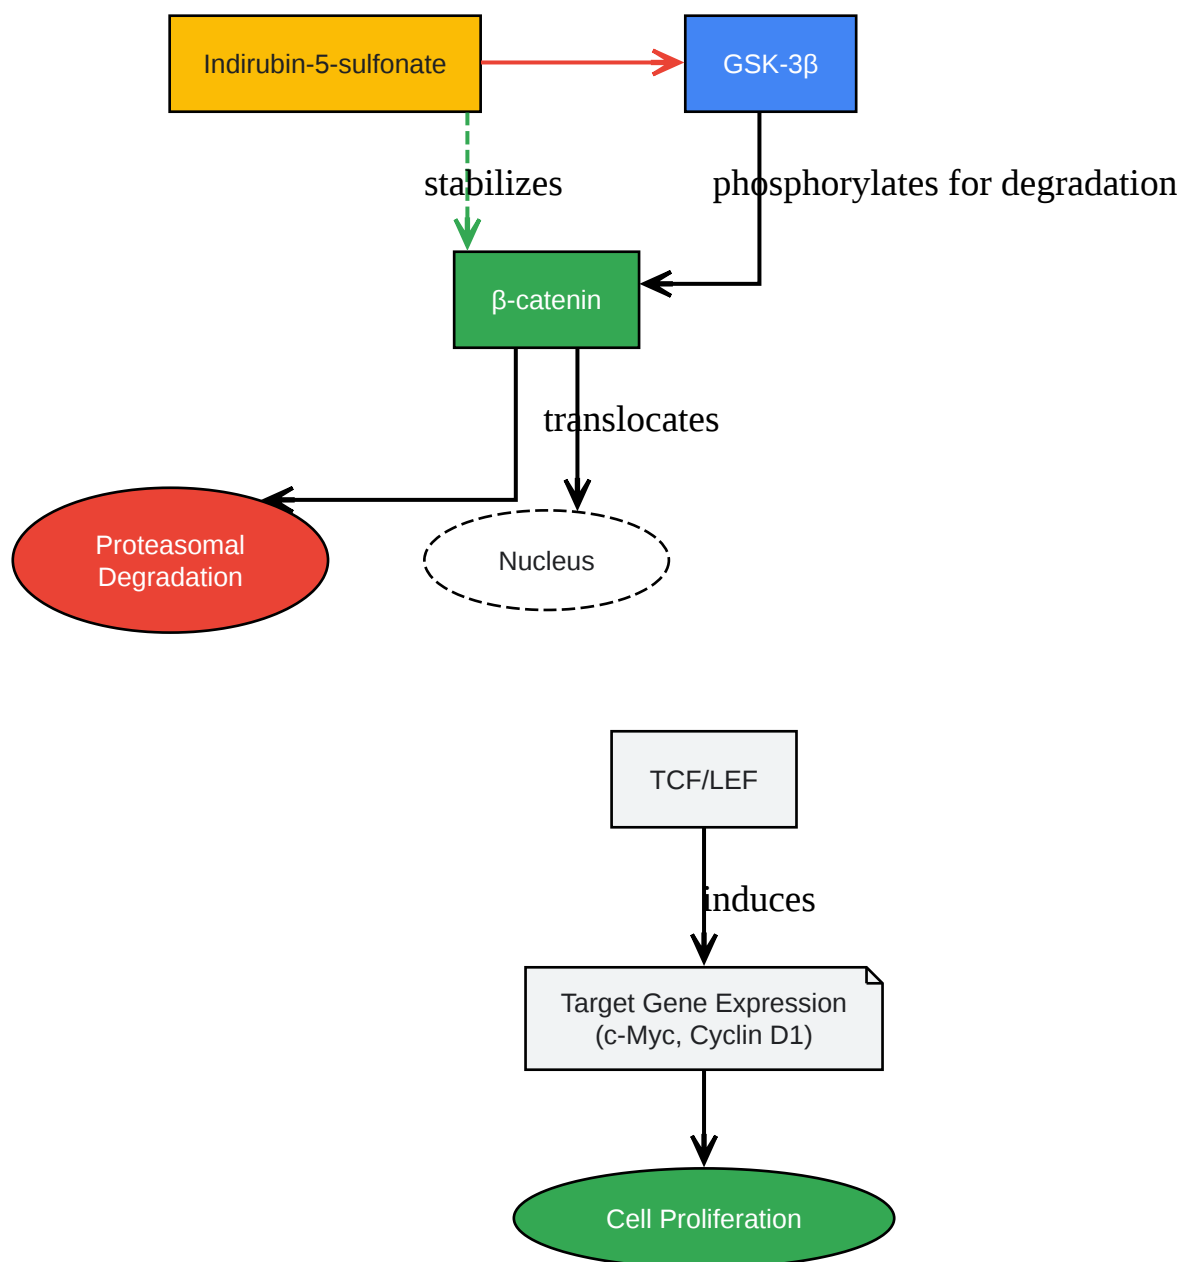 Indirubin-5-sulfonate
GSK-3β
stabilizes
phosphorylates for degradation
β-catenin
translocates
Proteasomal
Degradation
Nucleus
TCF/LEF
induces
Target Gene Expression
(c-Myc, Cyclin D1)
Cell Proliferation